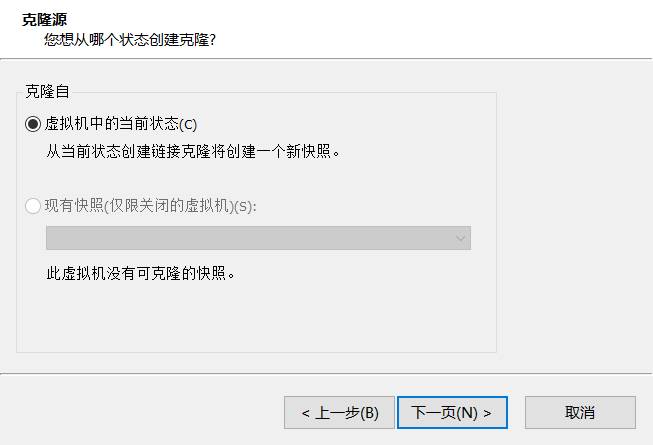 克隆源
您想从哪个状态创建克隆?
克隆自
虚拟机中的当前状态(C)
从当前状态创建链接克隆将创建一个新快照。
现有快照(仅限关闭的虚拟机)(S):
此虚拟机没有可克隆的快照。
< 上一步(B) 下一页(N) > 取消